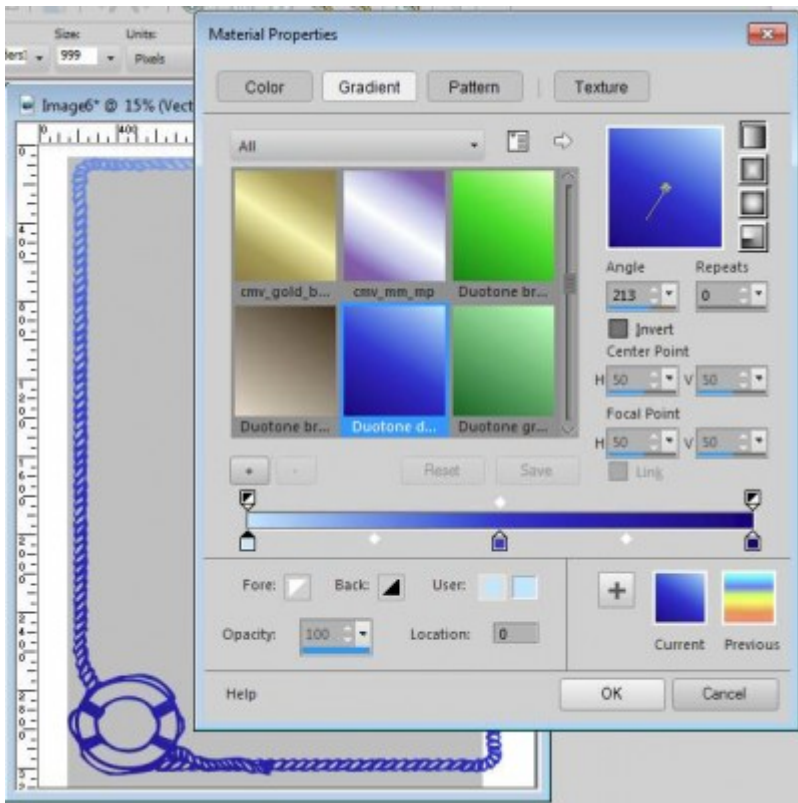 Size:
Units:
999
Pixels
Material Properties
Color
Gradient
Pattern
Texture
Image6* @ 15% (Vect
All
cmv_gold_b...
cmv_mm_mp
Duotone br...
Duotone br...
Duotone d...
Duotone gr...
Angle
Repeats
213
0
Invert
Center Point
H 50 V 50
Focal Point
H 50 V 50
Link
Reset
Save
Fore:
Back:
User:
Opacity:
100
Location:
0
Current
Previous
Help
OK
Cancel